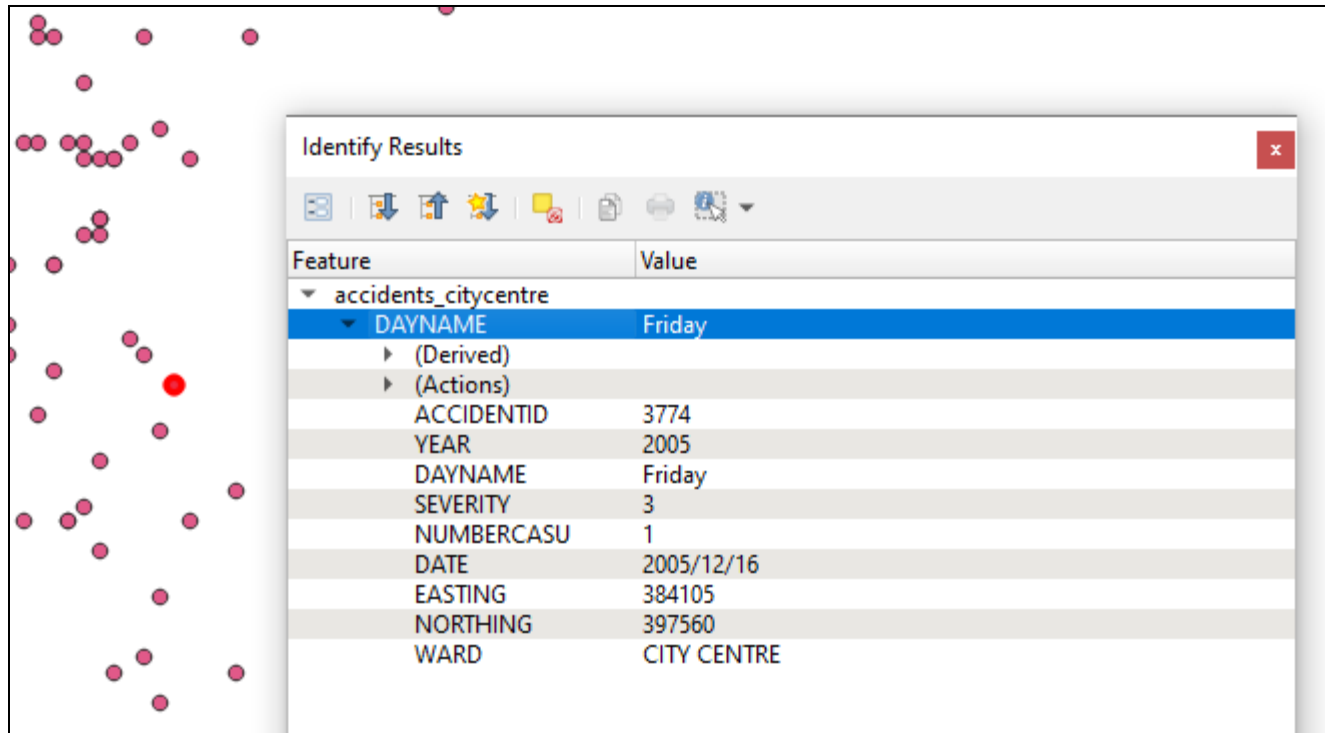 Identify Results
Feature Value
accidents_citycentre
DAYNAME Friday
(Derived)
(Actions)
ACCIDENTID 3774
YEAR 2005
DAYNAME Friday
SEVERITY 3
NUMBERCASU 1
DATE 2005/12/16
EASTING 384105
NORTHING 397560
WARD CITY CENTRE